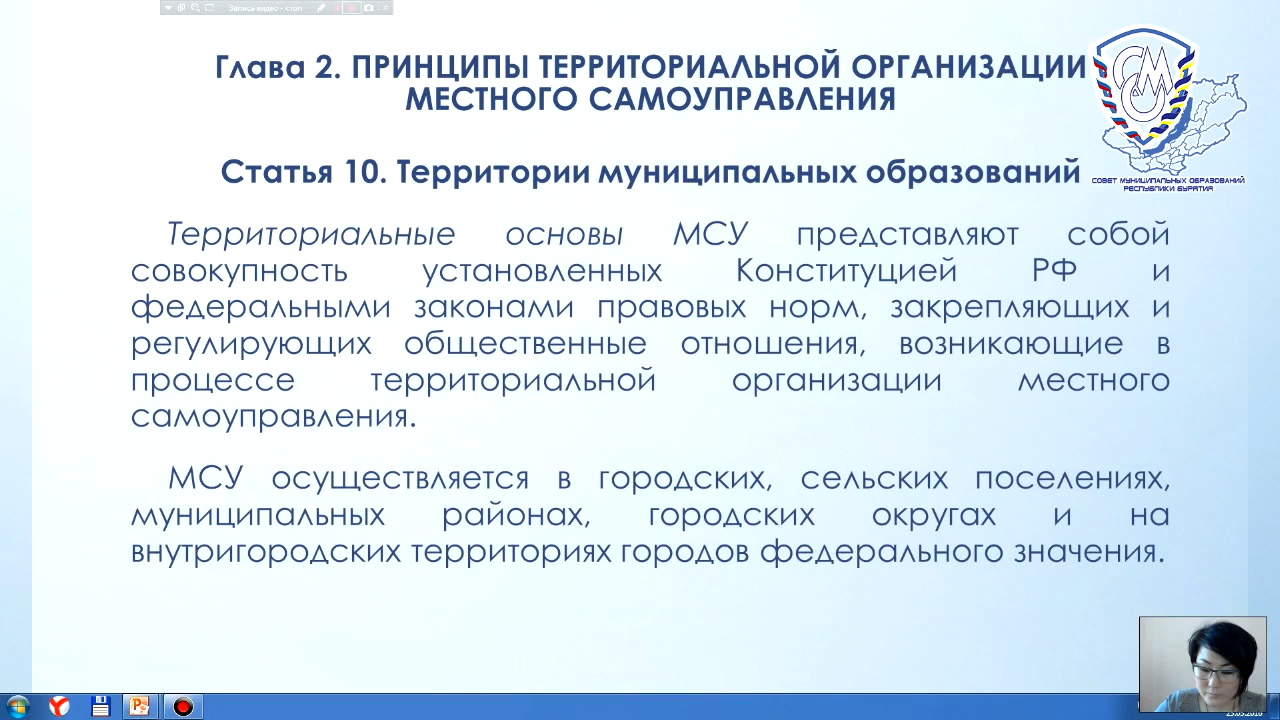 Запись видео - стоп
Глава 2. ПРИНЦИПЫ ТЕРРИТОРИАЛЬНОЙ ОРГАНИЗАЦИИ
МЕСТНОГО САМОУПРАВЛЕНИЯ
Статья 10. Территории муниципальных образований
СОВЕТ МУНИЦИПАЛЬНЫХ ОБРАЗОВАНИЙ
РЕСПУБЛИКИ БУРЯТИЯ
Территориальные основы МСУ представляют собой
совокупность установленных Конституцией РФ и
федеральными законами правовых норм, закрепляющих и
регулирующих общественные отношения, возникающие в
процессе территориальной организации местного
самоуправления.
МСУ осуществляется в городских, сельских поселениях,
муниципальных районах, городских округах и на
внутригородских территориях городов федерального значения.